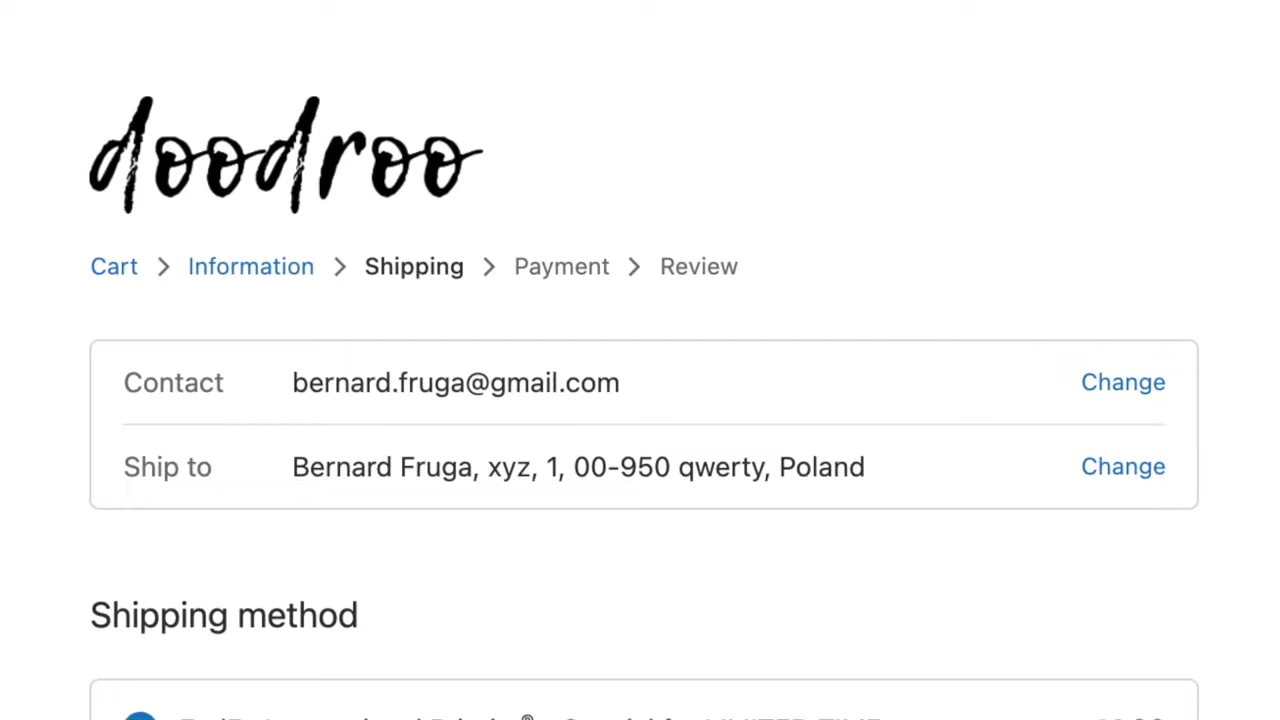 doodroo
Cart > Information > Shipping > Payment > Review
Contact bernard.fruga@gmail.com Change
Ship to Bernard Fruga, xyz, 1, 00-950 qwerty, Poland Change
Shipping method